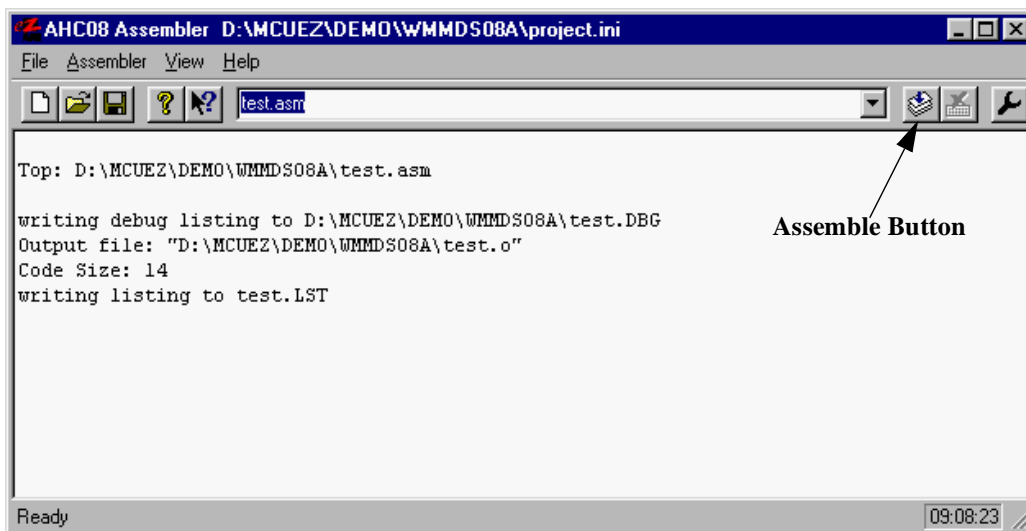 AHC08 Assembler D:\MCUEZ\DEMO\WMMDS08A\project.ini
File Assembler View Help
test.asm
Top: D:\MCUEZ\DEMO\WMMDS08A\test.asm
writing debug listing to D:\MCUEZ\DEMO\WMMDS08A\test.DBG
Assemble Button
Output file: "D:\MCUEZ\DEMO\WMMDS08A\test.o"
Code Size: 14
writing listing to test.LST
Ready 09:08:23